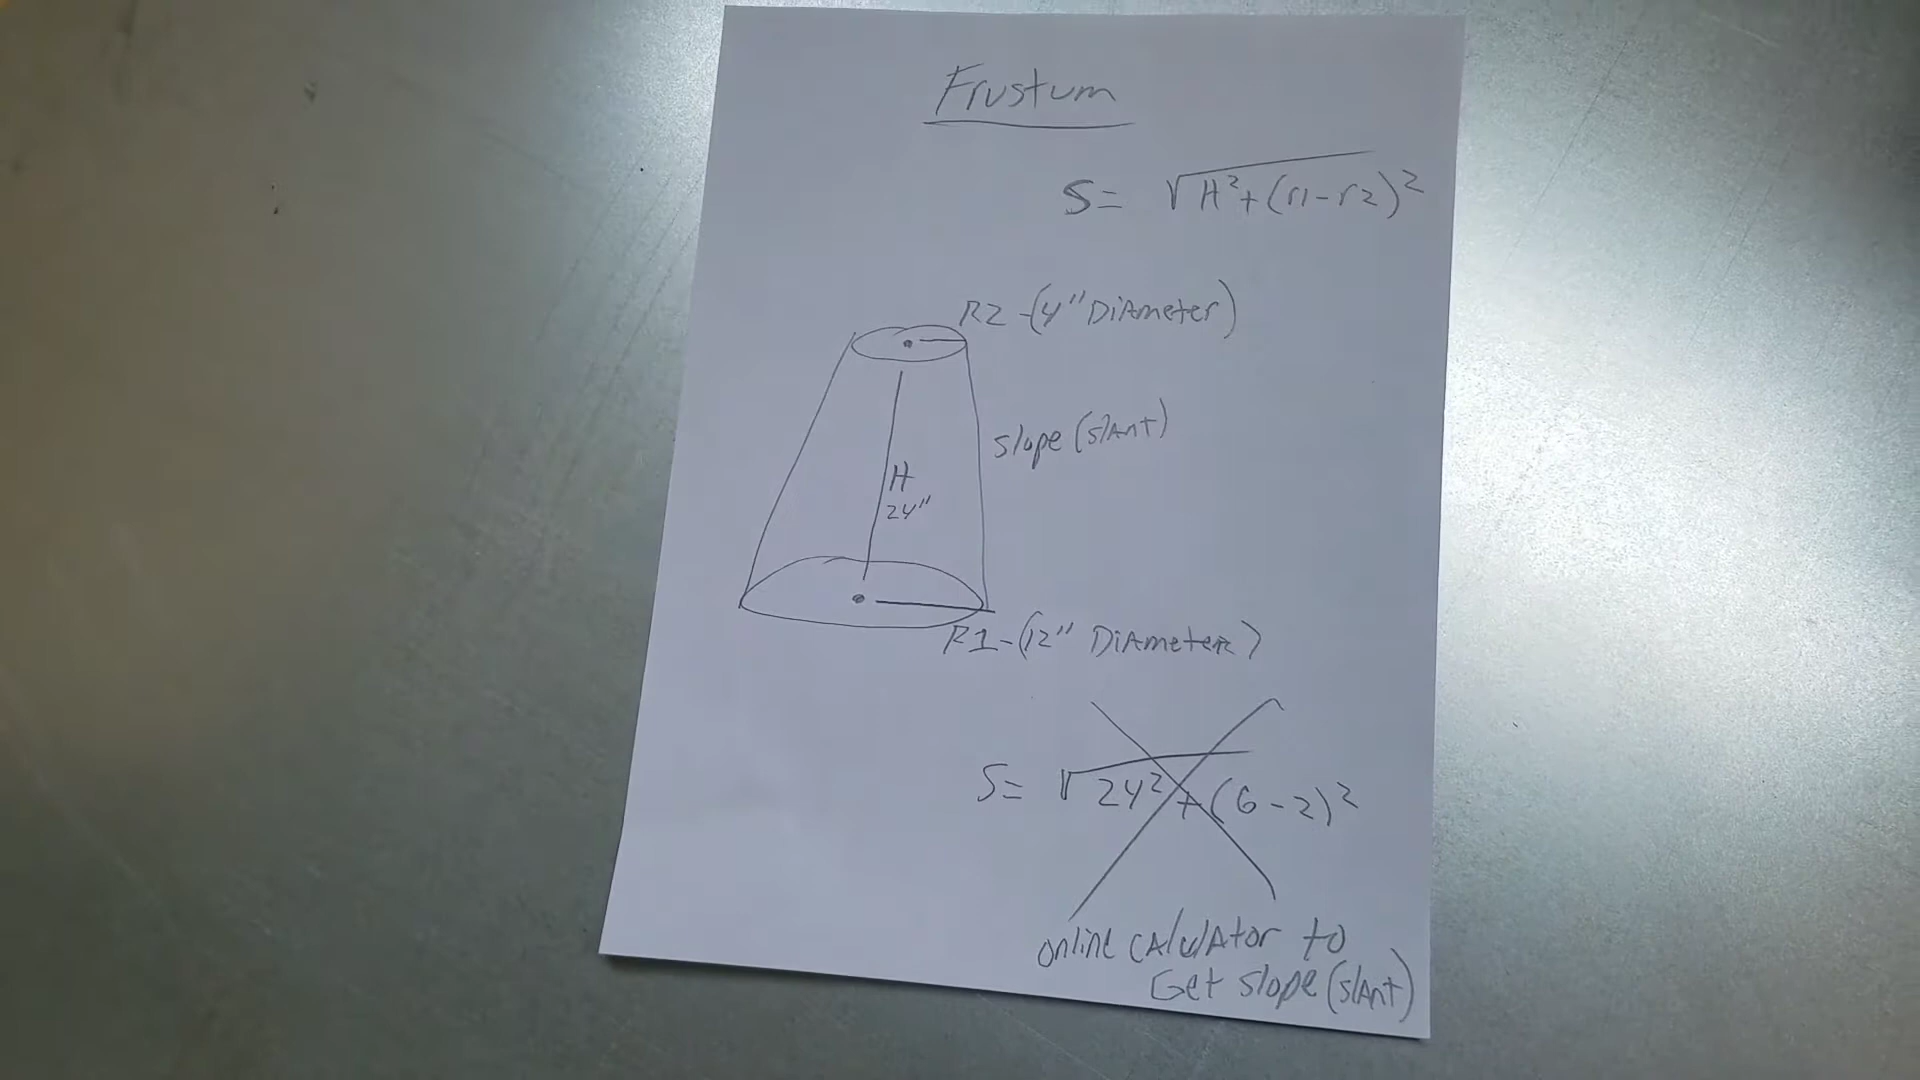 Frustum
S= √H²+(r1-r2)²
R2-(4" Diameter)
slope (slant)
H
24"
R1-(12" Diameter)
S= √24²+(6-2)²
online calculator to
Get slope (slant)